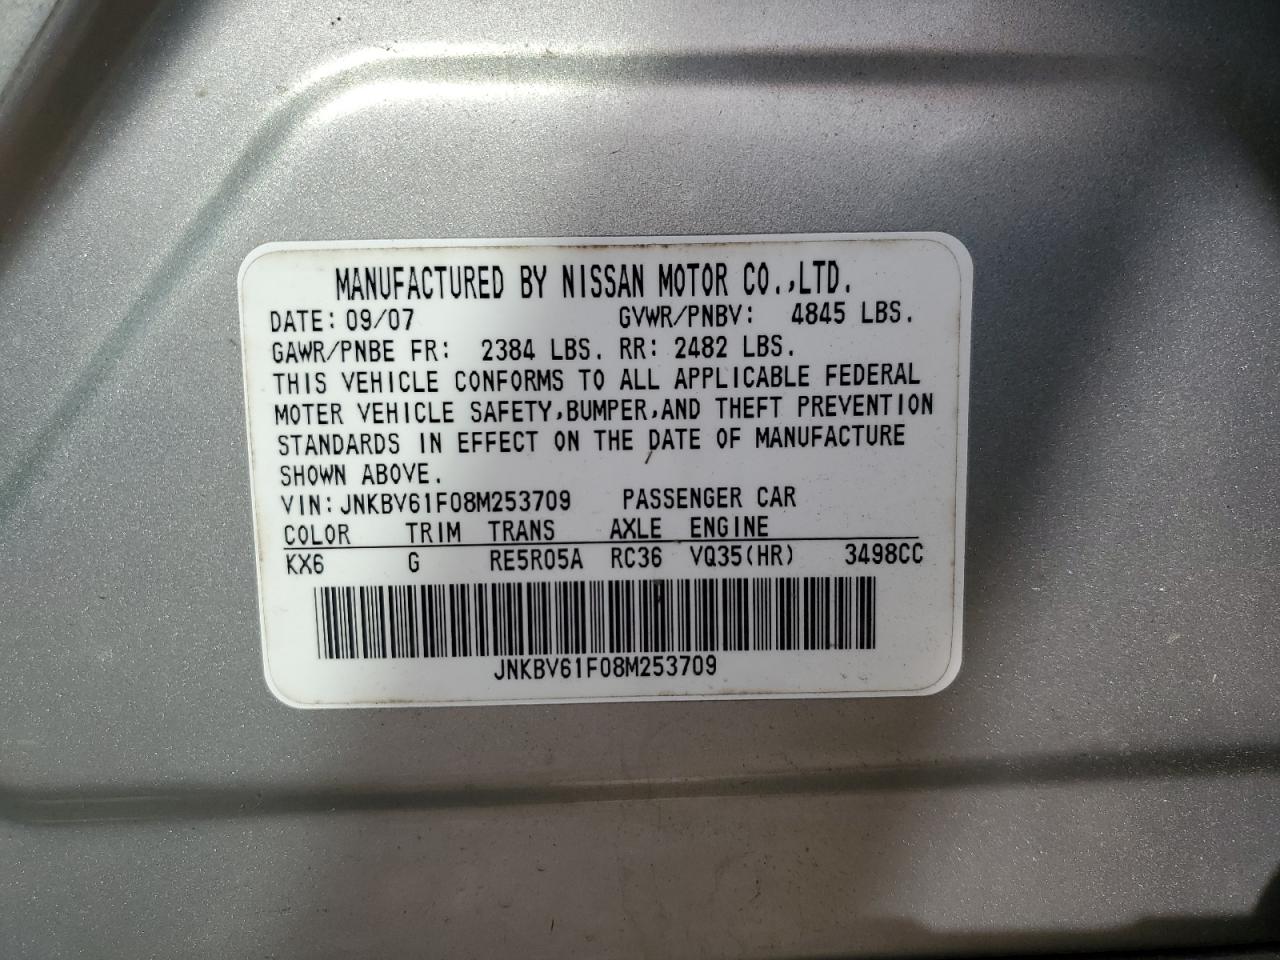 MANUFACTURED BY NISSAN MOTOR CO.,LTD.
DATE: 09/07 GVWR/PNBV: 4845 LBS.
GAWR/PNBE FR: 2384 LBS. RR: 2482 LBS.
THIS VEHICLE CONFORMS TO ALL APPLICABLE FEDERAL
MOTER VEHICLE SAFETY,BUMPER,AND THEFT PREVENTION
STANDARDS IN EFFECT ON THE DATE OF MANUFACTURE
SHOWN ABOVE.
VIN: JNKBV61F08M253709 PASSENGER CAR
COLOR TRIM TRANS AXLE ENGINE
KX6 G RE5R05A RC36 VQ35(HR) 3498CC
JNKBV61F08M253709